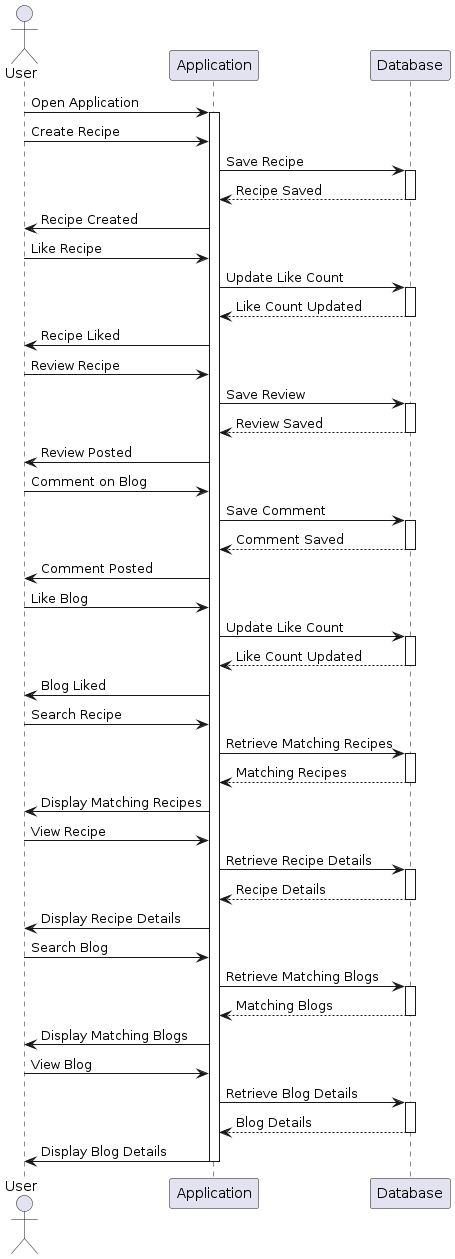 User
Application
Database
Open Application
Create Recipe
Save Recipe
Recipe Saved
Recipe Created
Like Recipe
Update Like Count
Like Count Updated
Recipe Liked
Review Recipe
Save Review
Review Saved
Review Posted
Comment on Blog
Save Comment
Comment Saved
Comment Posted
Like Blog
Update Like Count
Like Count Updated
Blog Liked
Search Recipe
Retrieve Matching Recipes
Matching Recipes
Display Matching Recipes
View Recipe
Retrieve Recipe Details
Recipe Details
Display Recipe Details
Search Blog
Retrieve Matching Blogs
Matching Blogs
Display Matching Blogs
View Blog
Retrieve Blog Details
Blog Details
Display Blog Details
User
Application
Database